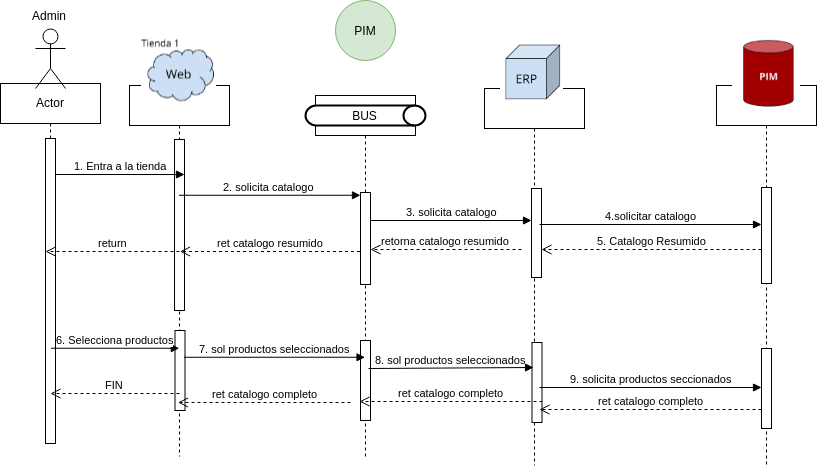 Admin
PIM
Tienda 1
Web
ERP
PIM
Actor
BUS
1. Entra a la tienda
2. solicita catalogo
3. solicita catalogo
4.solicitar catalogo
return
ret catalogo resumido
retorna catalogo resumido
5. Catalogo Resumido
6. Selecciona productos
7. sol productos seleccionados
8. sol productos seleccionados
9. solicita productos seccionados
FIN
ret catalogo completo
ret catalogo completo
ret catalogo completo